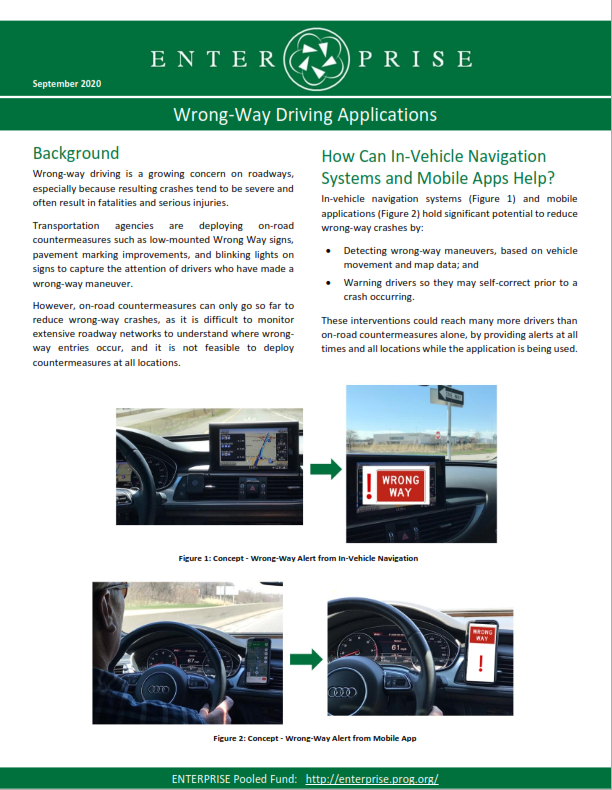 ENTERPRISE
September 2020
Wrong-Way Driving Applications
Background
Wrong-way driving is a growing concern on roadways,
especially because resulting crashes tend to be severe and
often result in fatalities and serious injuries.
Transportation agencies are deploying on-road
countermeasures such as low-mounted Wrong Way signs,
pavement marking improvements, and blinking lights on
signs to capture the attention of drivers who have made a
wrong-way maneuver.
However, on-road countermeasures can only go so far to
reduce wrong-way crashes, as it is difficult to monitor
extensive roadway networks to understand where wrong-
way entries occur, and it is not feasible to deploy
countermeasures at all locations.
How Can In-Vehicle Navigation
Systems and Mobile Apps Help?
In-vehicle navigation systems (Figure 1) and mobile
applications (Figure 2) hold significant potential to reduce
wrong-way crashes by:
• Detecting wrong-way maneuvers, based on vehicle
movement and map data; and
• Warning drivers so they may self-correct prior to a
crash occurring.
These interventions could reach many more drivers than
on-road countermeasures alone, by providing alerts at all
times and all locations while the application is being used.
! WRONG
WAY
Figure 1: Concept - Wrong-Way Alert from In-Vehicle Navigation
67
61
WRONG
WAY
!
Figure 2: Concept - Wrong-Way Alert from Mobile App
ENTERPRISE Pooled Fund: http://enterprise.prog.org/